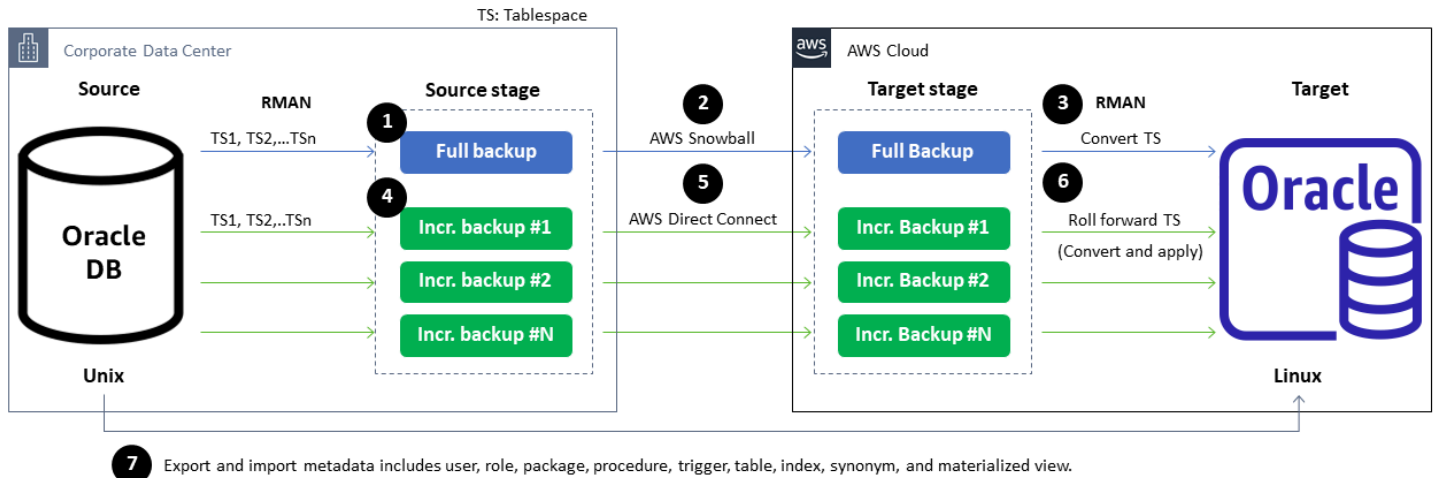 TS: Tablespace
Corporate Data Center
aws
AWS Cloud
Source
RMAN
Source stage
2
Target stage
3
RMAN
Target
1
TS1, TS2,...TSn
Full backup
AWS Snowball
Full Backup
Convert TS
4
5
6
Oracle
DB
TS1, TS2,..TSn
Incr. backup #1
AWS Direct Connect
Incr. Backup #1
Roll forward TS
(Convert and apply)
Oracle
Incr. backup #2
Incr. Backup #2
Incr. backup #N
Incr. Backup #N
Unix
Linux
7
Export and import metadata includes user, role, package, procedure, trigger, table, index, synonym, and materialized view.